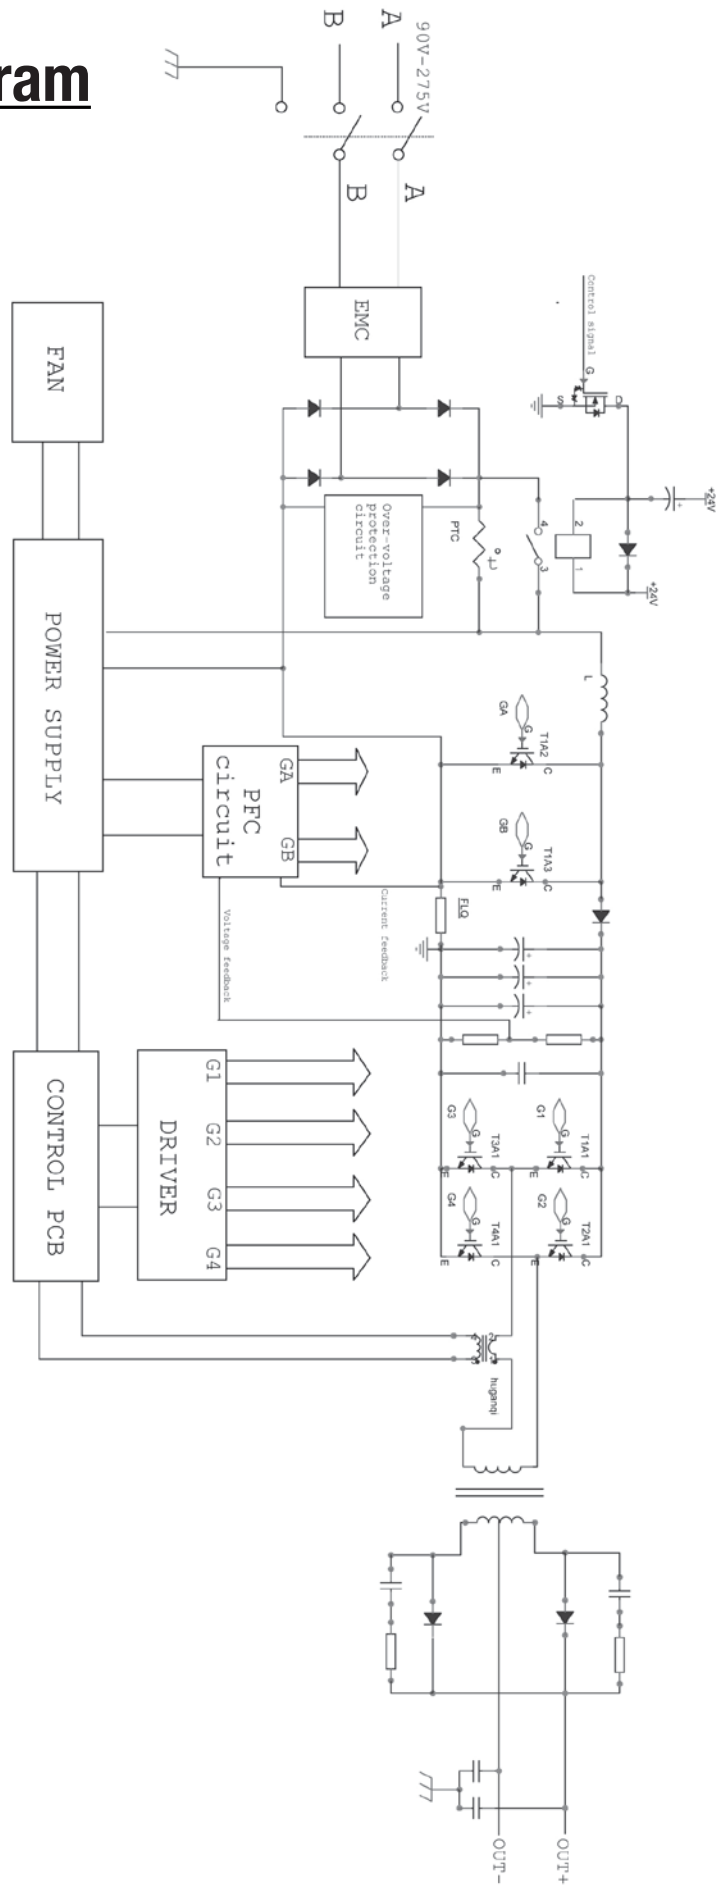 ram
B
A
90V-275V
B
A
EMC
Control signal
G
S
D
+24V
+24V
2
1
4
3
PTC
t
Over-voltage
protection
circuit
FAN
POWER SUPPLY
L
GA
G
T1A2
E
C
GB
G
T1A3
E
C
PFC
circuit
GA
GB
FLQ
Current feedback
Voltage feedback
+
+
+
CONTROL PCB
DRIVER
G1
G2
G3
G4
G3
G
T3A1
E
C
G1
G
T1A1
E
C
G4
G
T4A1
E
C
G2
G
T2A1
E
C
huganqi
OUT-
OUT+